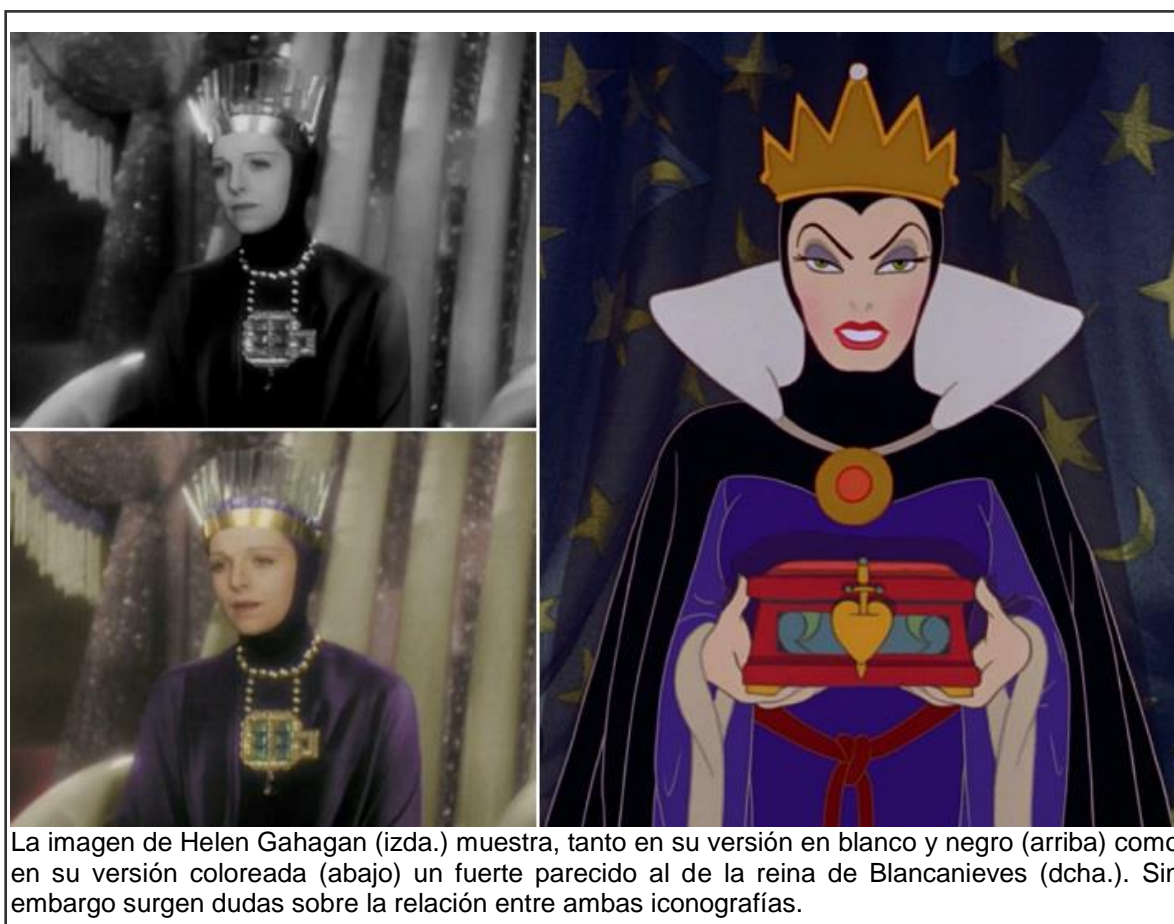 La imagen de Helen Gahagan (izda.) muestra, tanto en su versión en blanco y negro (arriba) como
en su versión coloreada (abajo) un fuerte parecido al de la reina de Blancanieves (dcha.). Sin
embargo surgen dudas sobre la relación entre ambas iconografías.